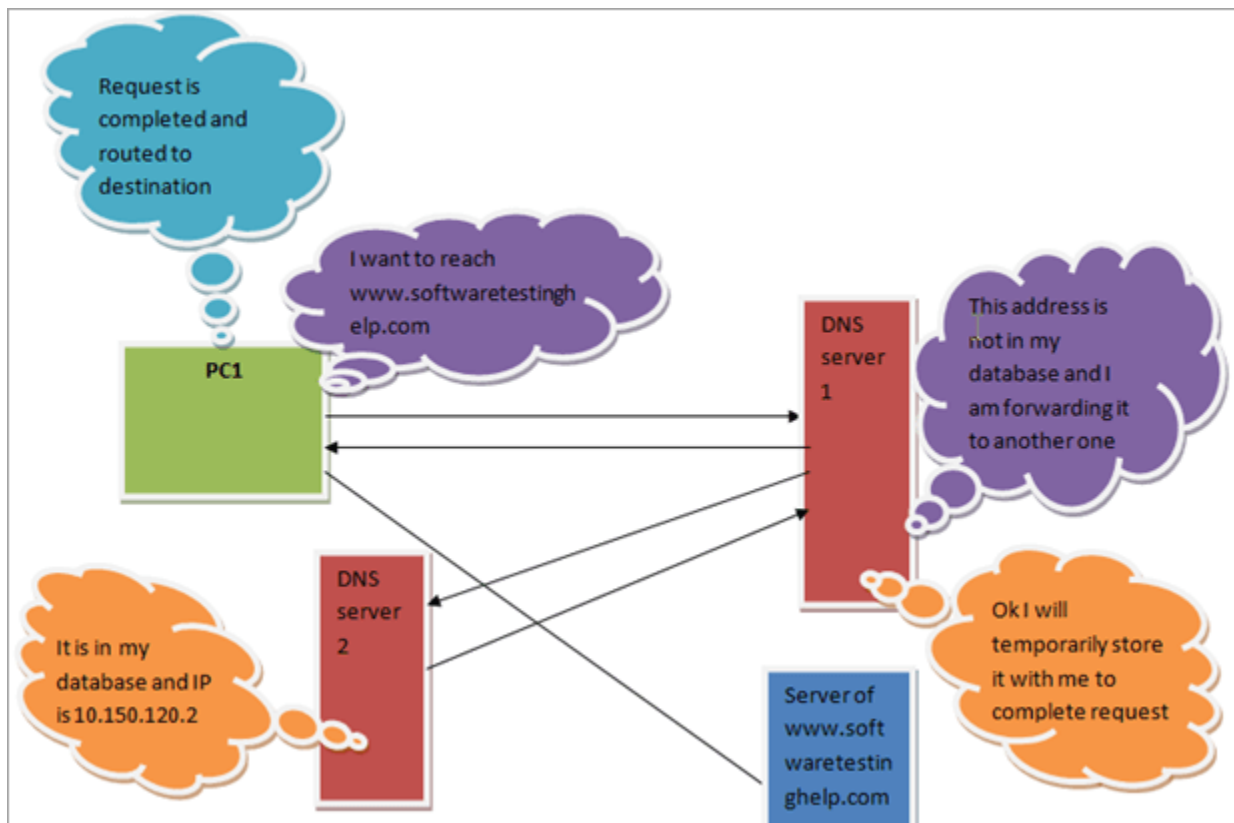 Request is
completed and
routed to
destination
I want to reach
www.softwaretestingh
elp.com
PC1
DNS
server
1
This address is
not in my
database and I
am forwarding it
to another one
DNS
server
2
It is in my
database and IP
is 10.150.120.2
Ok I will
temporarily store
it with me to
complete request
Server of
www.soft
waretestin
ghelp.com